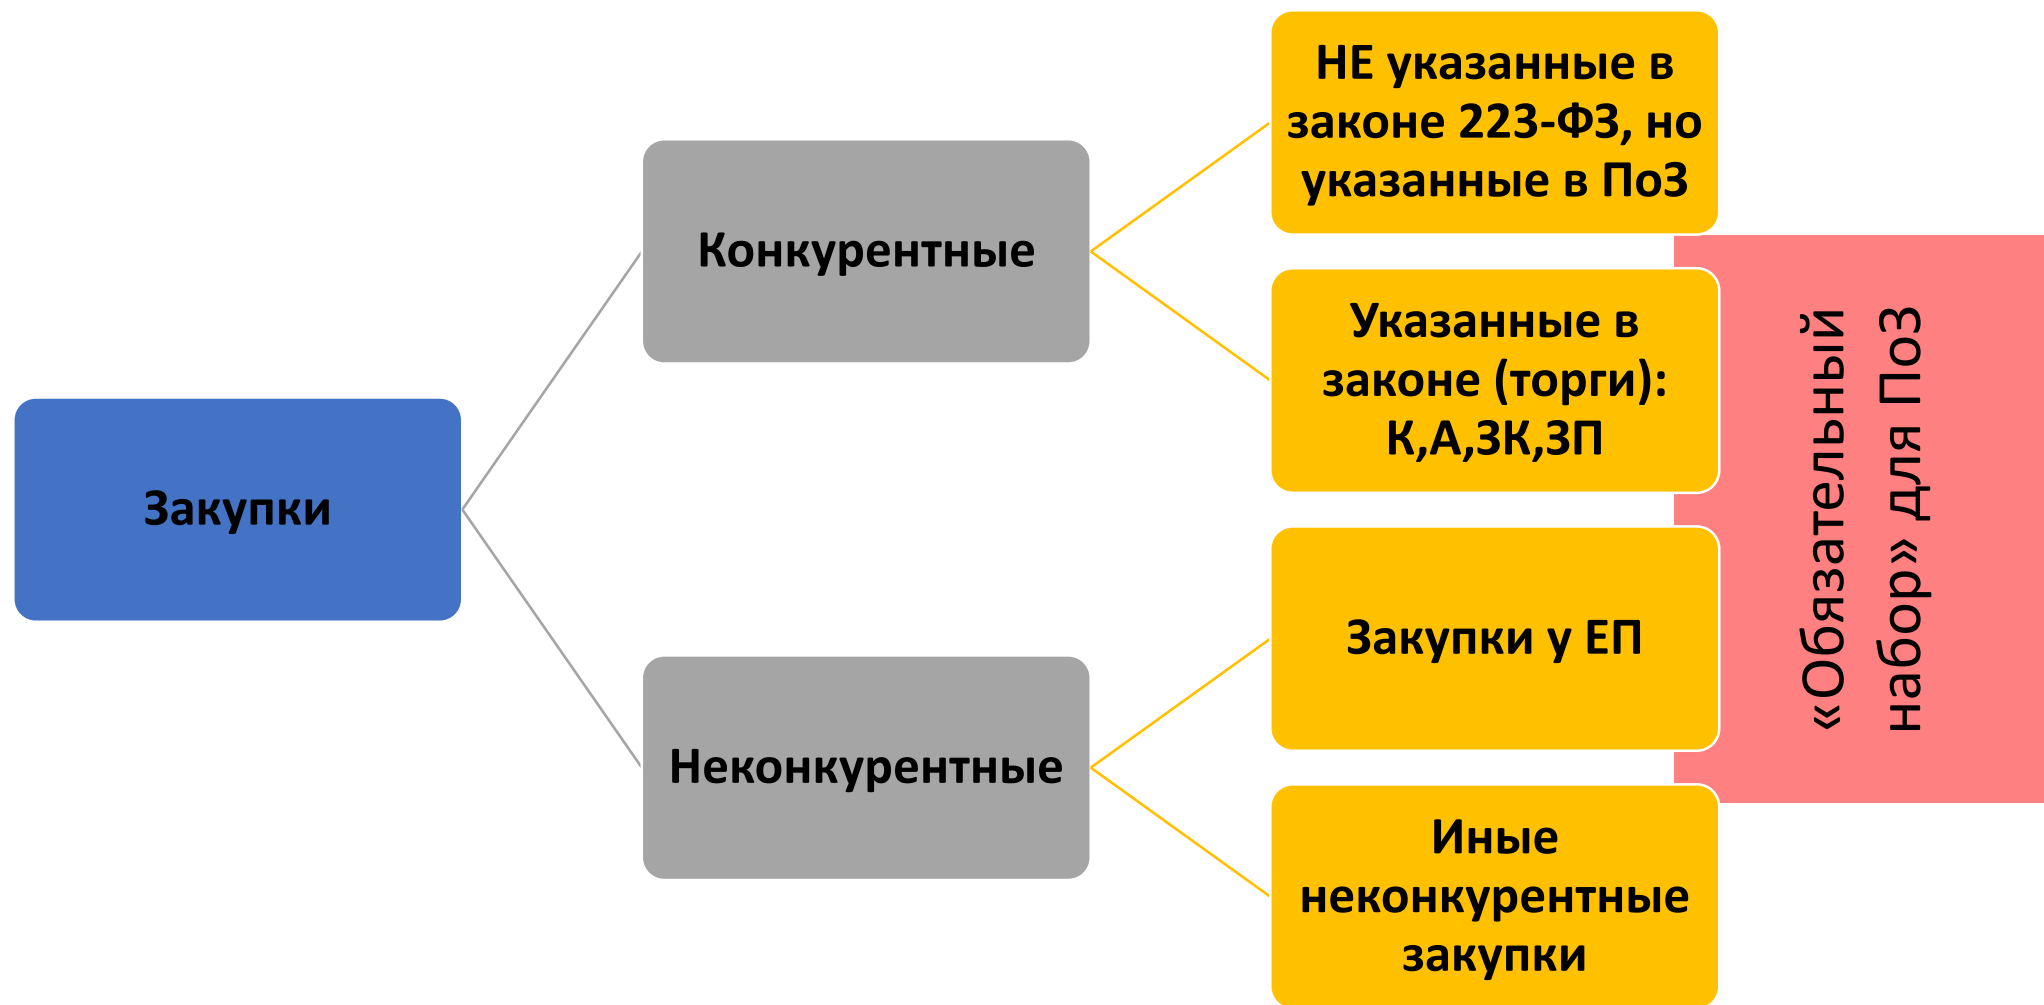 Закупки
Конкурентные
Неконкурентные
НЕ указанные в
законе 223-ФЗ, но
указанные в ПоЗ
Указанные в
законе (торги):
К,А,ЗК,ЗП
Закупки у ЕП
Иные
неконкурентные
закупки
«Обязательный
набор» для ПоЗ